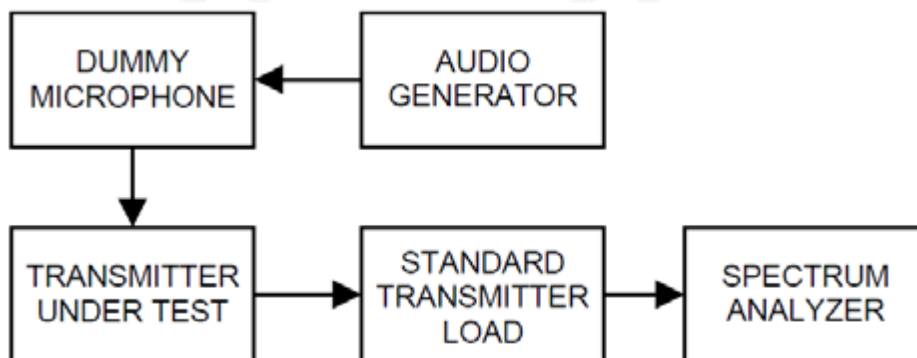 DUMMY
MICROPHONE
AUDIO
GENERATOR
TRANSMITTER
UNDER TEST
STANDARD
TRANSMITTER
LOAD
SPECTRUM
ANALYZER